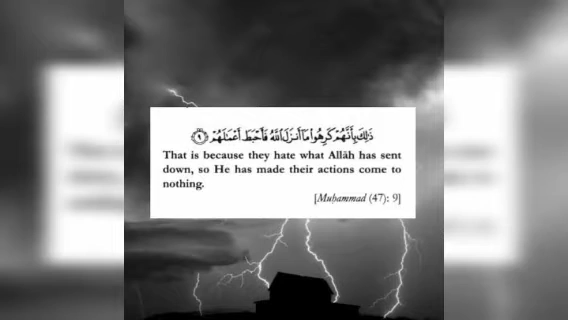 ذَٰلِكَ بِأَنَّهُمْ كَرِهُوا مَا أَنزَلَ اللَّهُ فَأَحْبَطَ أَعْمَالَهُمْ ٩
That is because they hate what Allāh has sent
down, so He has made their actions come to
nothing.
[Muḥammad (47): 9]